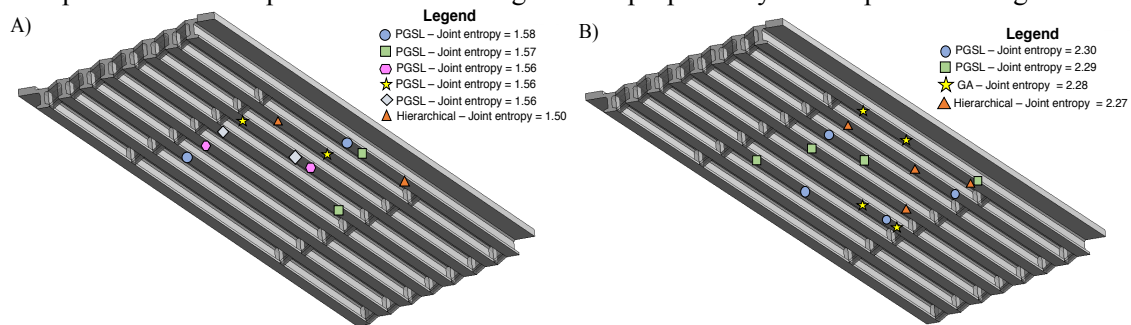 Legend
A)
PGSL – Joint entropy = 1.58
PGSL – Joint entropy = 1.57
PGSL – Joint entropy = 1.56
PGSL – Joint entropy = 1.56
PGSL – Joint entropy = 1.56
Hierarchical – Joint entropy = 1.50
B)
Legend
PGSL – Joint entropy = 2.30
PGSL – Joint entropy = 2.29
GA – Joint entropy = 2.28
Hierarchical – Joint entropy = 2.27